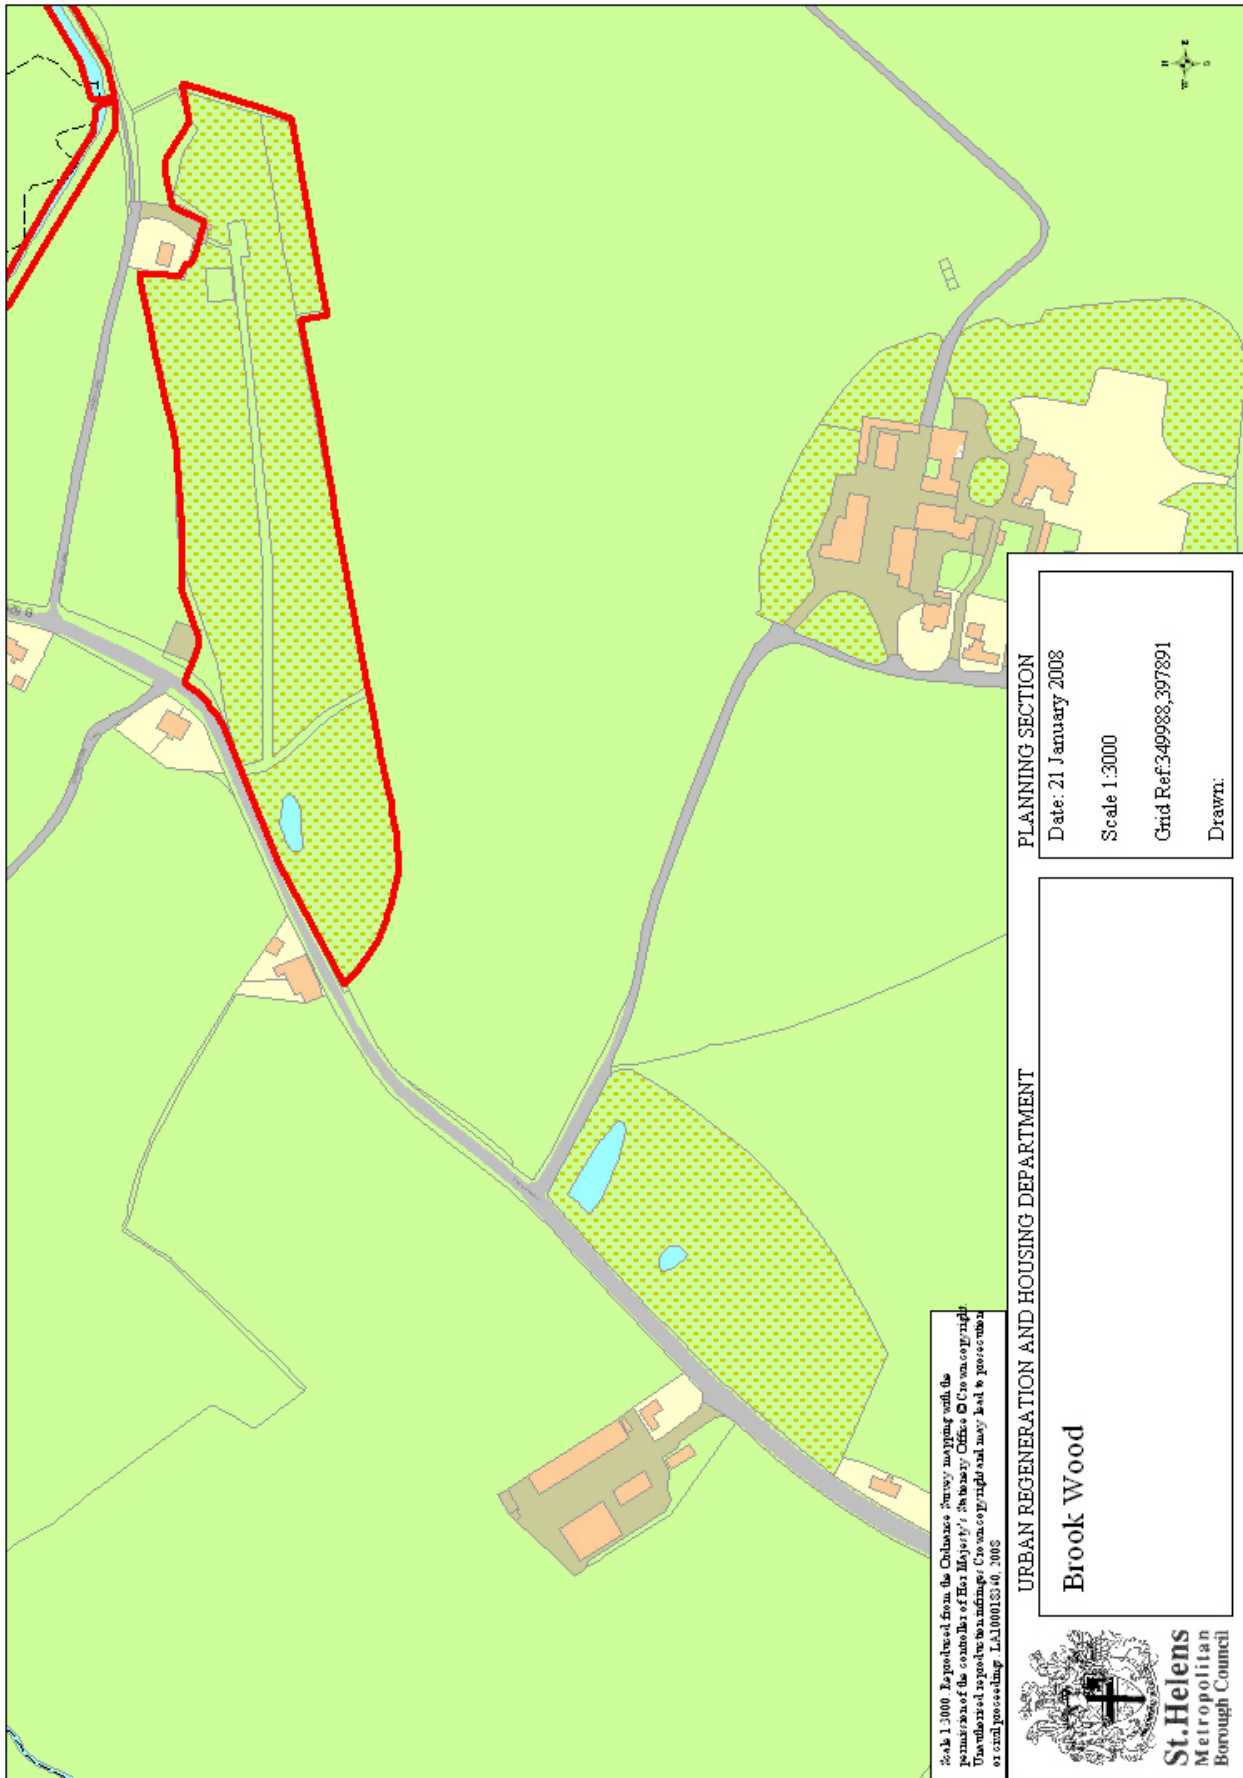 Scale 1:3000. Reproduced from the Ordnance Survey mapping with the
permission of the controller of Her Majesty's Stationery Office © Crown copyright.
Unauthorised reproduction infringes Crown copyright and may lead to prosecution
or civil proceedings. LA100018340, 2008
URBAN REGENERATION AND HOUSING DEPARTMENT
PLANNING SECTION
Brook Wood
Date: 21 January 2008
Scale 1:3000
Grid Ref:349988,397891
Drawn:
St.Helens
Metropolitan
Borough Council
N
E
S
W